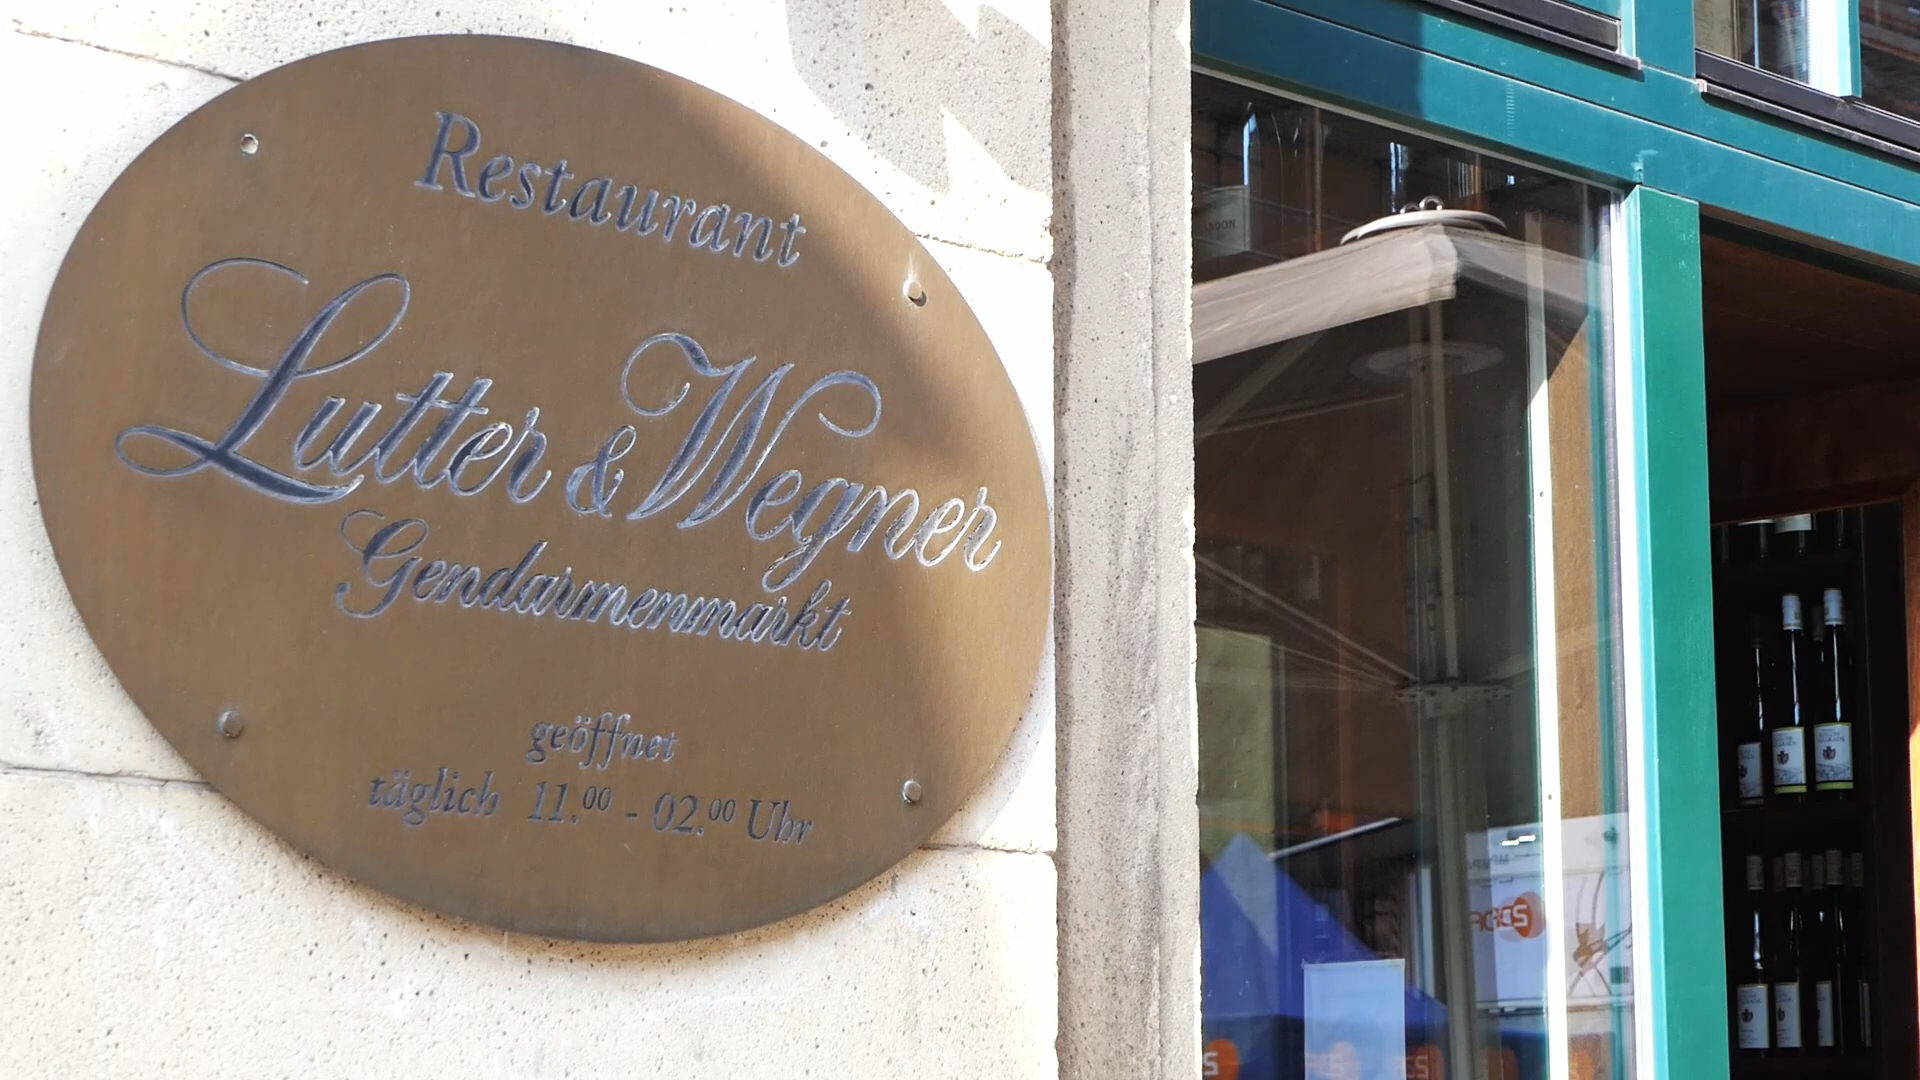 Restaurant
Lutter & Wegner
Gendarmenmarkt
geöffnet
täglich 11.00 - 02.00 Uhr